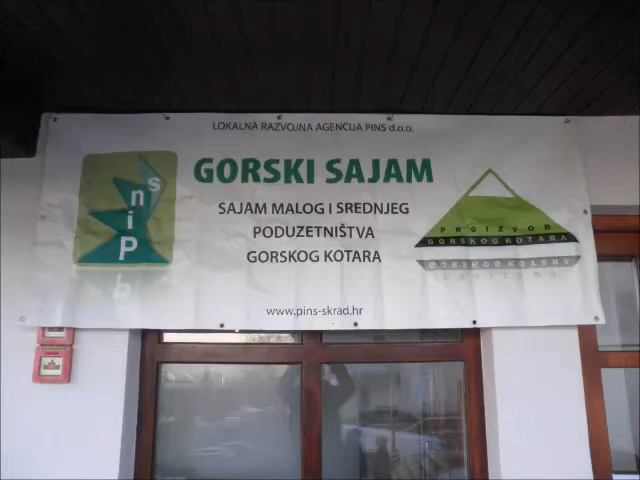 LOKALNA RAZVOJNA AGENCIJA PINS d.o.o.
GORSKI SAJAM
SAJAM MALOG I SREDNJEG
PODUZETNIŠTVA
GORSKOG KOTARA
www.pins-skrad.hr
Pins
PROIZVOD
GORSKOG KOTARA